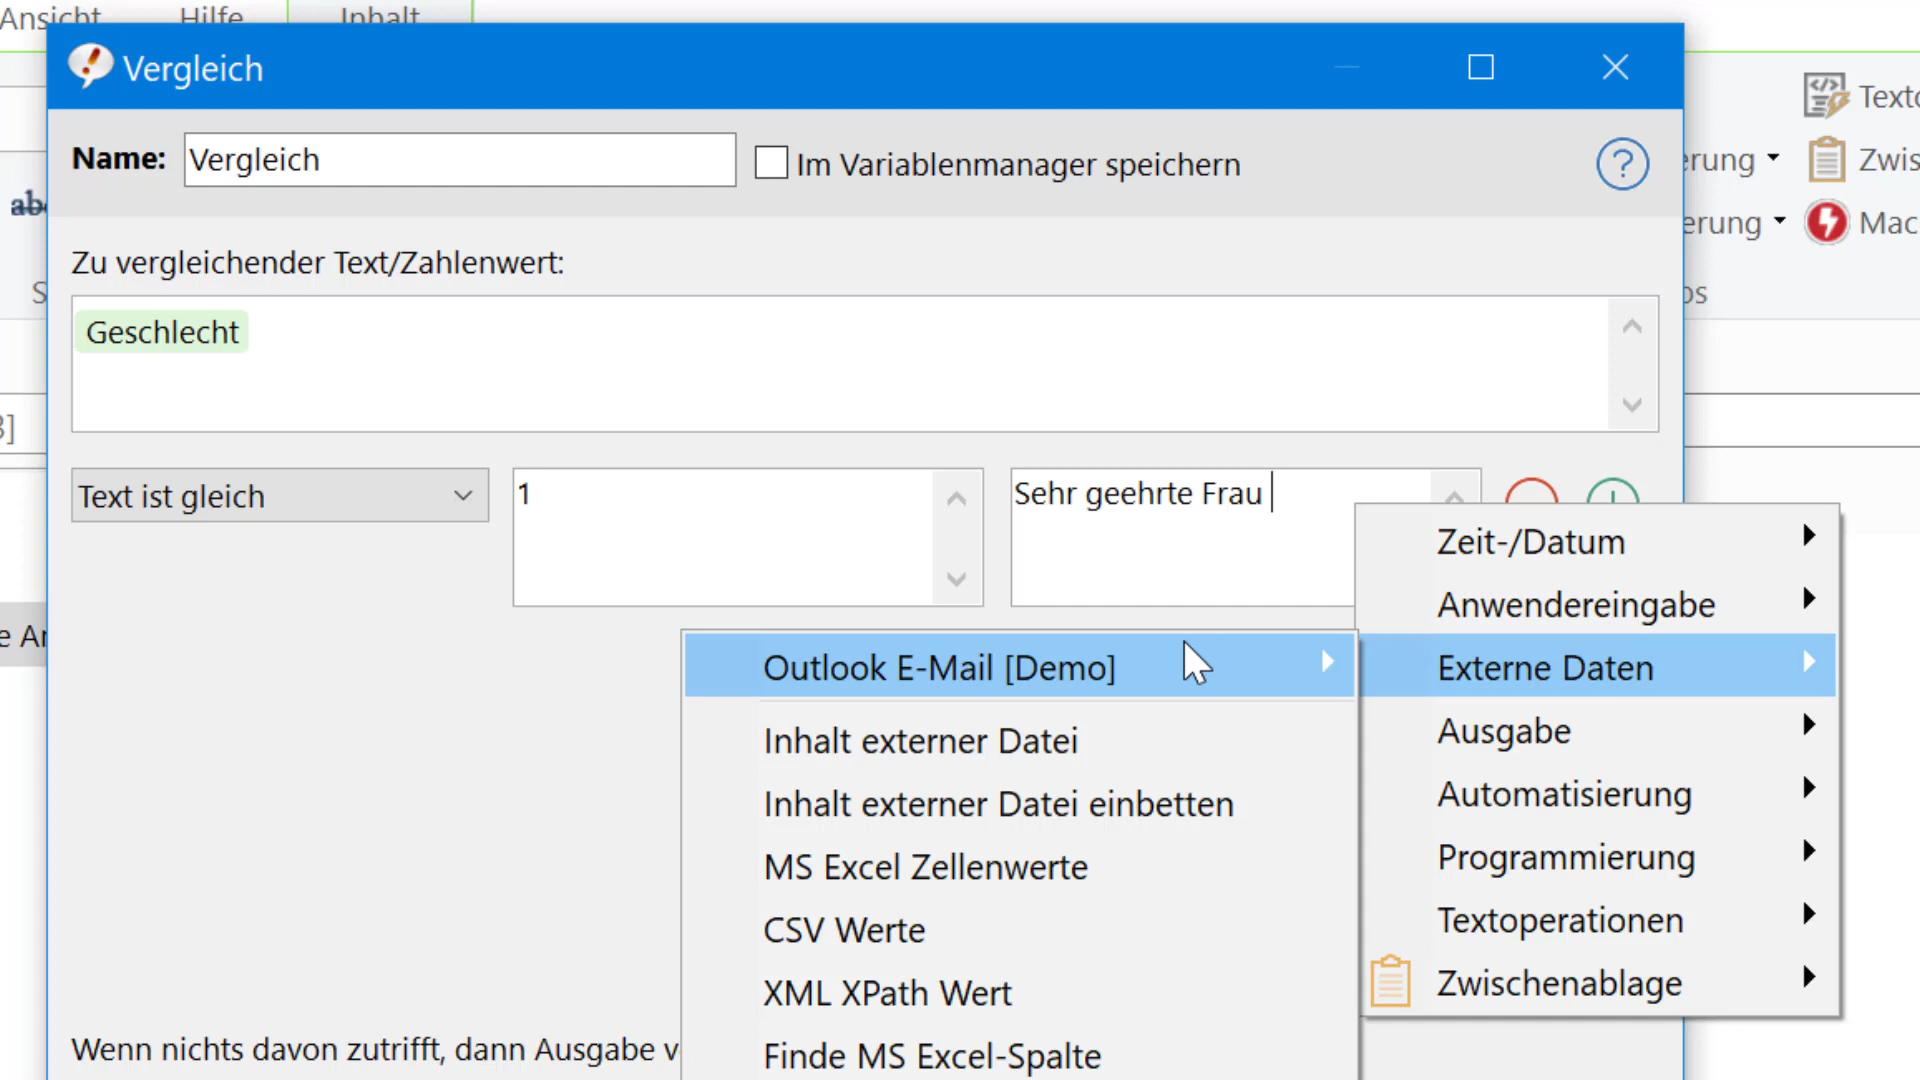 Ansicht Hilfe Inhalt
Vergleich
Name: Vergleich Im Variablenmanager speichern ?
Zu vergleichender Text/Zahlenwert:
Geschlecht
Text ist gleich 1 Sehr geehrte Frau
Zeit-/Datum
Anwendereingabe
Externe Daten
Ausgabe
Automatisierung
Programmierung
Textoperationen
Zwischenablage
Outlook E-Mail [Demo]
Inhalt externer Datei
Inhalt externer Datei einbetten
MS Excel Zellenwerte
CSV Werte
XML XPath Wert
Finde MS Excel-Spalte
Wenn nichts davon zutrifft, dann Ausgabe